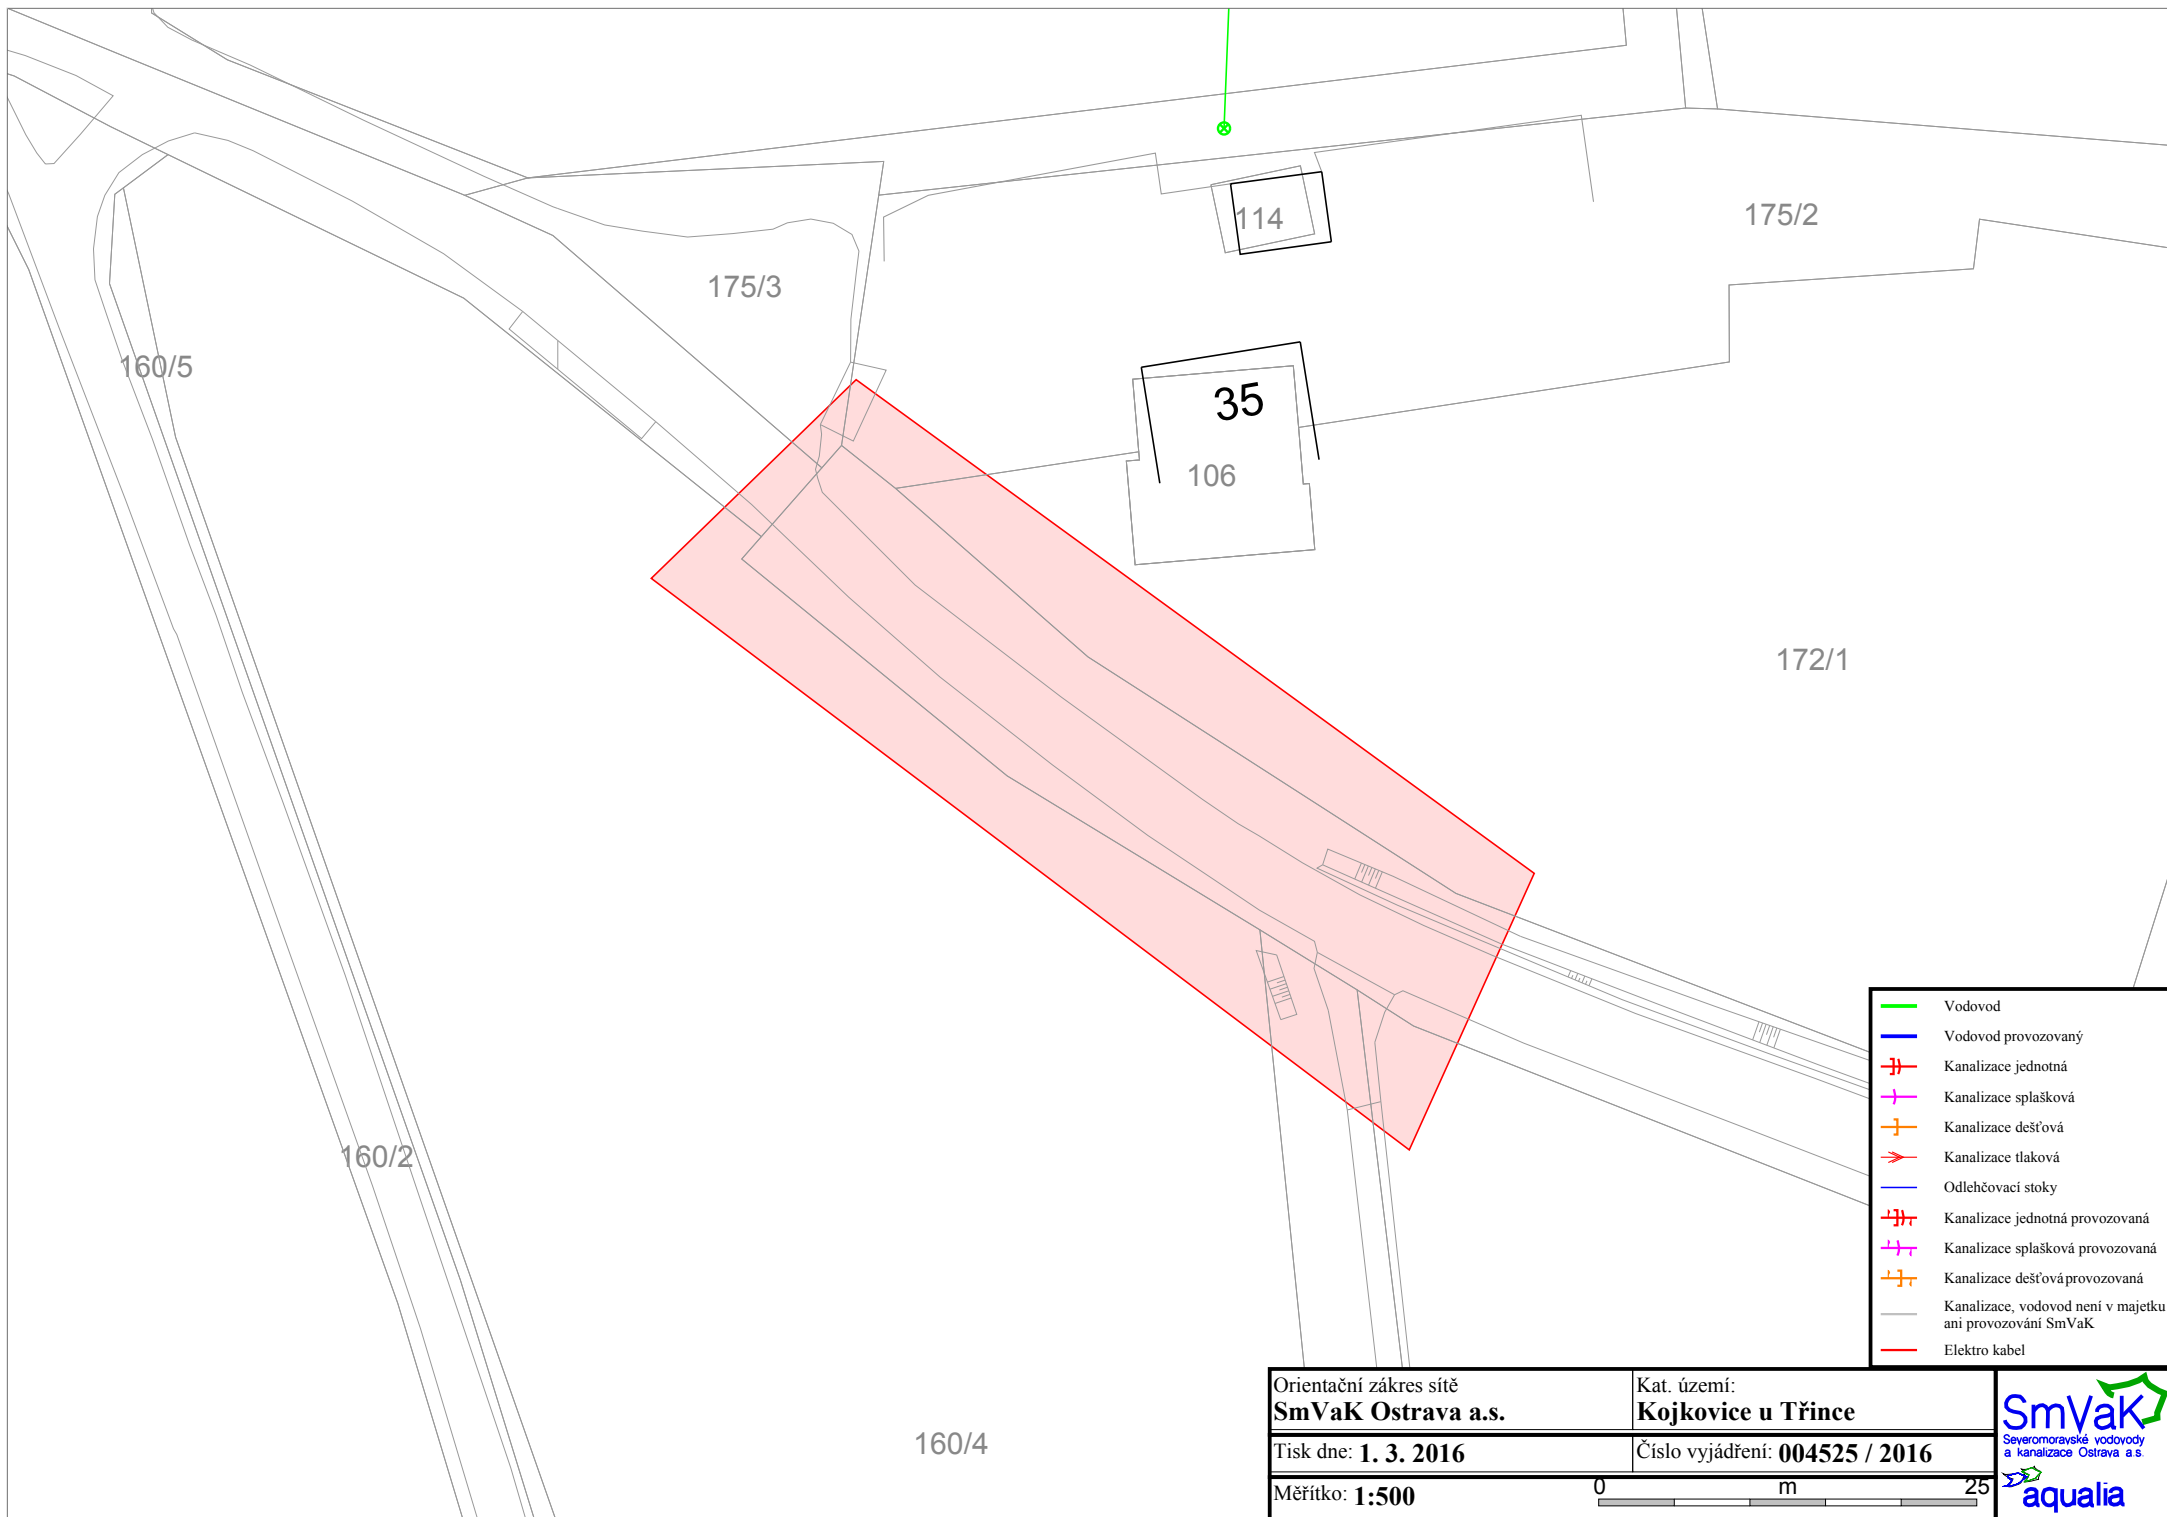 114
175/2
175/3
160/5
35
106
172/1
160/2
160/4
Vodovod
Vodovod provozovaný
Kanalizace jednotná
Kanalizace splašková
Kanalizace dešťová
Kanalizace tlaková
Odlehčovací stoky
Kanalizace jednotná provozovaná
Kanalizace splašková provozovaná
Kanalizace dešťová provozovaná
Kanalizace, vodovod není v majetku
ani provozování SmVaK
Elektro kabel
Orientační zákres sítě
SmVaK Ostrava a.s.
Kat. území:
Kojkovice u Třince
Tisk dne: 1. 3. 2016
Číslo vyjádření: 004525 / 2016
Měřítko: 1:500
0 m 25
SmVaK
Severomoravské vodovody
a kanalizace Ostrava a.s.
aqualia